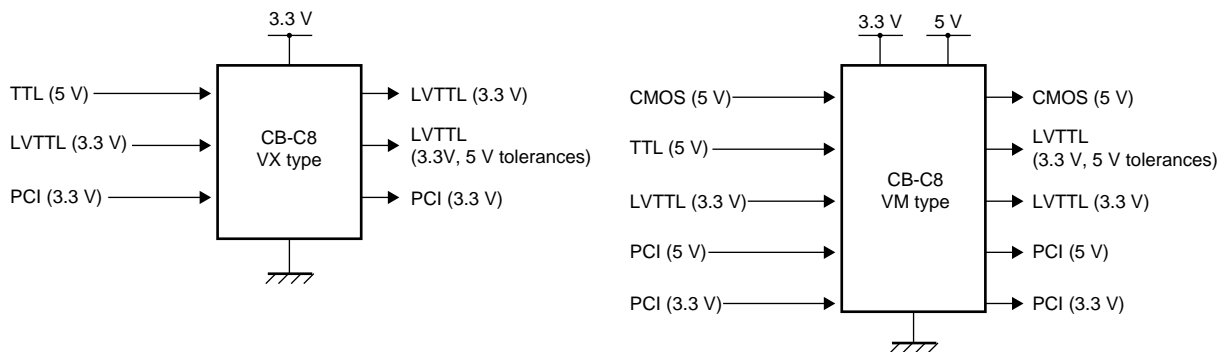 3.3 V
TTL (5 V)
LVTTL (3.3 V)
PCI (3.3 V)
CB-C8
VX type
LVTTL (3.3 V)
LVTTL
(3.3V, 5 V tolerances)
PCI (3.3 V)
3.3 V
5 V
CMOS (5 V)
TTL (5 V)
LVTTL (3.3 V)
PCI (5 V)
PCI (3.3 V)
CB-C8
VM type
CMOS (5 V)
LVTTL
(3.3 V, 5 V tolerances)
LVTTL (3.3 V)
PCI (5 V)
PCI (3.3 V)